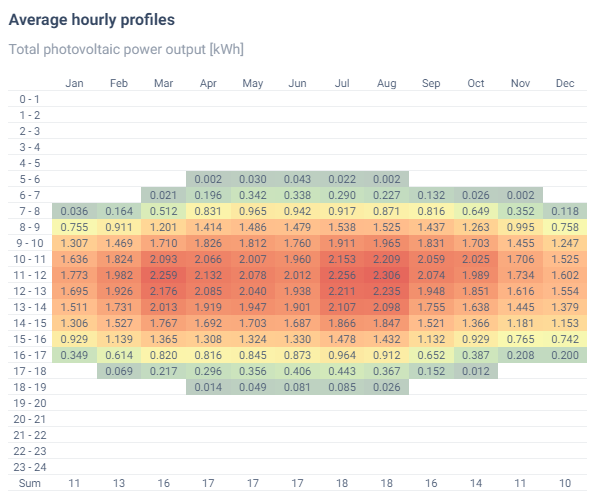 Average hourly profiles
Total photovoltaic power output [kWh]
Jan Feb Mar Apr May Jun Jul Aug Sep Oct Nov Dec
0 - 1
1 - 2
2 - 3
3 - 4
4 - 5
5 - 6 0.002 0.030 0.043 0.022 0.002
6 - 7 0.021 0.196 0.342 0.338 0.290 0.227 0.132 0.026 0.002
7 - 8 0.036 0.164 0.512 0.831 0.965 0.942 0.917 0.871 0.816 0.649 0.352 0.118
8 - 9 0.755 0.911 1.201 1.414 1.486 1.479 1.538 1.525 1.437 1.263 0.995 0.758
9 - 10 1.307 1.469 1.710 1.826 1.812 1.760 1.911 1.965 1.831 1.703 1.455 1.247
10 - 11 1.636 1.824 2.093 2.066 2.007 1.960 2.153 2.209 2.059 2.025 1.706 1.525
11 - 12 1.773 1.982 2.259 2.132 2.078 2.012 2.256 2.306 2.074 1.989 1.734 1.602
12 - 13 1.695 1.926 2.176 2.085 2.040 1.938 2.211 2.235 1.948 1.851 1.616 1.554
13 - 14 1.511 1.731 2.013 1.919 1.947 1.901 2.107 2.098 1.755 1.638 1.445 1.379
14 - 15 1.306 1.527 1.767 1.692 1.703 1.687 1.866 1.847 1.521 1.366 1.181 1.153
15 - 16 0.929 1.139 1.365 1.308 1.324 1.330 1.478 1.432 1.132 0.929 0.765 0.742
16 - 17 0.349 0.614 0.820 0.816 0.845 0.873 0.964 0.912 0.652 0.387 0.208 0.200
17 - 18 0.069 0.217 0.296 0.356 0.406 0.443 0.367 0.152 0.012
18 - 19 0.014 0.049 0.081 0.085 0.026
19 - 20
20 - 21
21 - 22
22 - 23
23 - 24
Sum 11 13 16 17 17 17 18 18 16 14 11 10